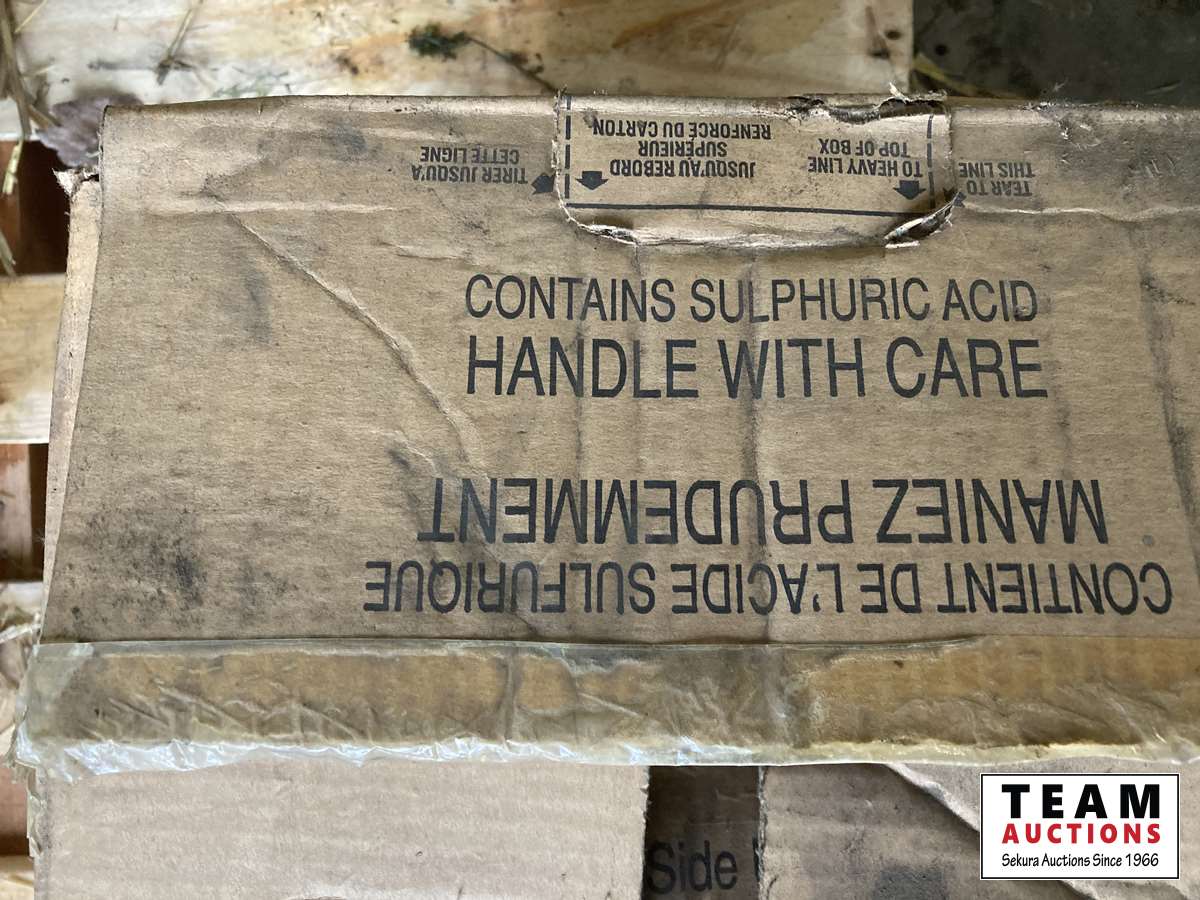 TIRER JUSQU'À
CETTE LIGNE
JUSQU'AU REBORD
SUPÉRIEUR
RENFORCÉ DU CARTON
TO HEAVY LINE
TOP OF BOX
TEAR TO
THIS LINE
CONTAINS SULPHURIC ACID
HANDLE WITH CARE
CONTIENT DE L'ACIDE SULFURIQUE
MANIEZ PRUDEMMENT
Side
TEAM
AUCTIONS
Sekura Auctions Since 1966